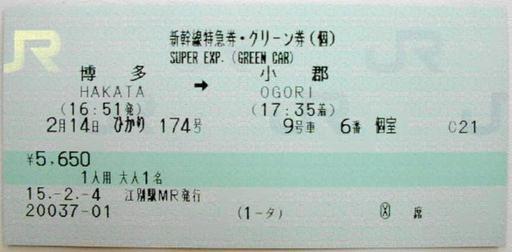 JR
新幹線特急券・グリーン券(個)
SUPER EXP. (GREEN CAR)
博多 → 小郡
HAKATA OGORI
(16:51発) (17:35着)
2月14日 ひかり 174号 9号車 6番 個室 C21
¥5,650
1人用 大人1名
15.-2.-4 江別駅MR発行
20037-01 (1-タ) ⓧ 席